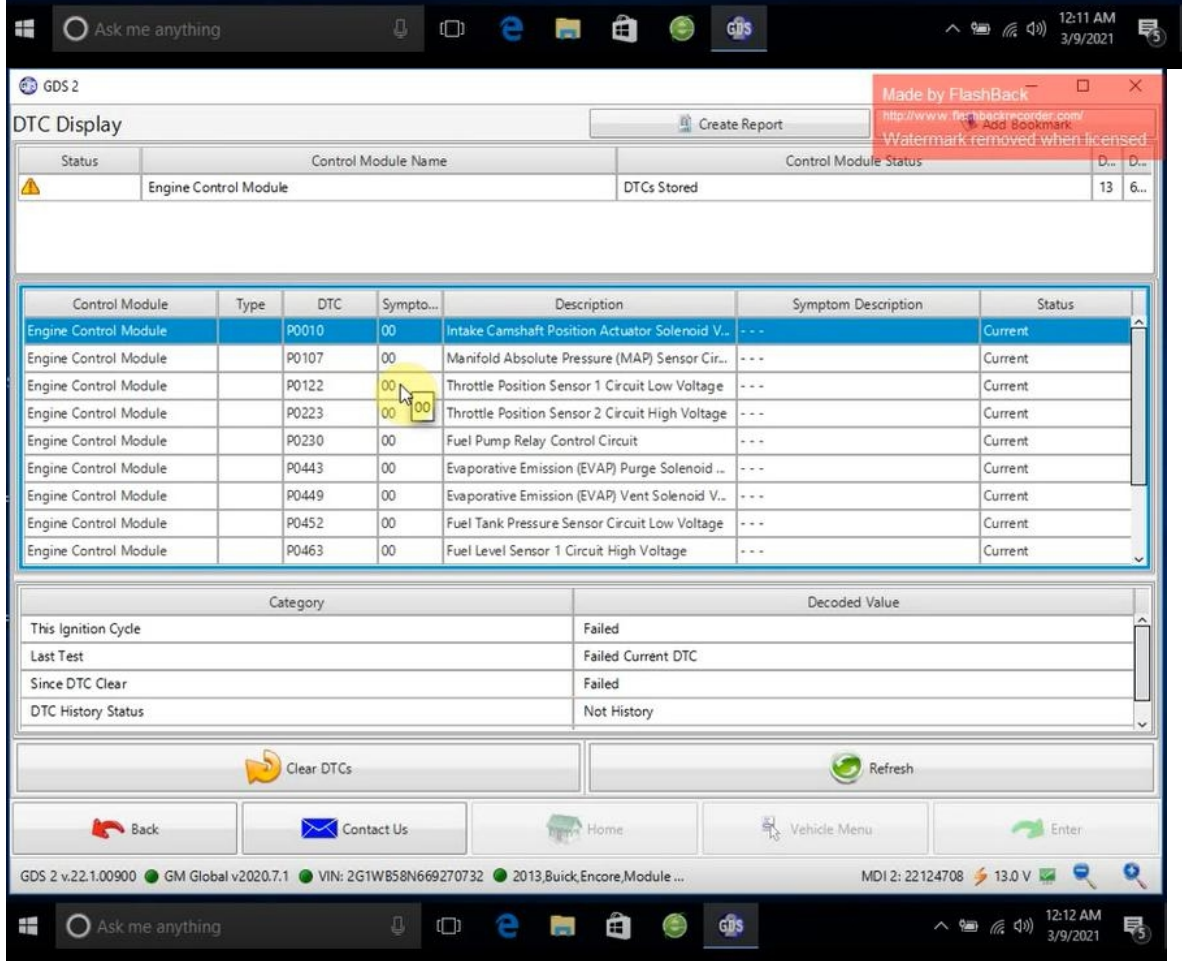 Ask me anything
GDS
12:11 AM
3/9/2021
5
GDS 2
DTC Display
Create Report
Add Bookmark
Made by FlashBack
http://www.flashbackrecorder.com/
Watermark removed when licensed
Status Control Module Name Control Module Status D... D...
Engine Control Module DTCs Stored 13 6...
Control Module Type DTC Sympto... Description Symptom Description Status
Engine Control Module P0010 00 Intake Camshaft Position Actuator Solenoid V... - - - Current
Engine Control Module P0107 00 Manifold Absolute Pressure (MAP) Sensor Cir... - - - Current
Engine Control Module P0122 00 Throttle Position Sensor 1 Circuit Low Voltage - - - Current
Engine Control Module P0223 00 00 Throttle Position Sensor 2 Circuit High Voltage - - - Current
Engine Control Module P0230 00 Fuel Pump Relay Control Circuit - - - Current
Engine Control Module P0443 00 Evaporative Emission (EVAP) Purge Solenoid ... - - - Current
Engine Control Module P0449 00 Evaporative Emission (EVAP) Vent Solenoid V... - - - Current
Engine Control Module P0452 00 Fuel Tank Pressure Sensor Circuit Low Voltage - - - Current
Engine Control Module P0463 00 Fuel Level Sensor 1 Circuit High Voltage - - - Current
Category Decoded Value
This Ignition Cycle Failed
Last Test Failed Current DTC
Since DTC Clear Failed
DTC History Status Not History
Clear DTCs Refresh
Back Contact Us Home Vehicle Menu Enter
GDS 2 v.22.1.00900 GM Global v2020.7.1 VIN: 2G1WB58N669270732 2013,Buick,Encore,Module ... MDI 2: 22124708 13.0 V
Ask me anything
GDS
12:12 AM
3/9/2021
5